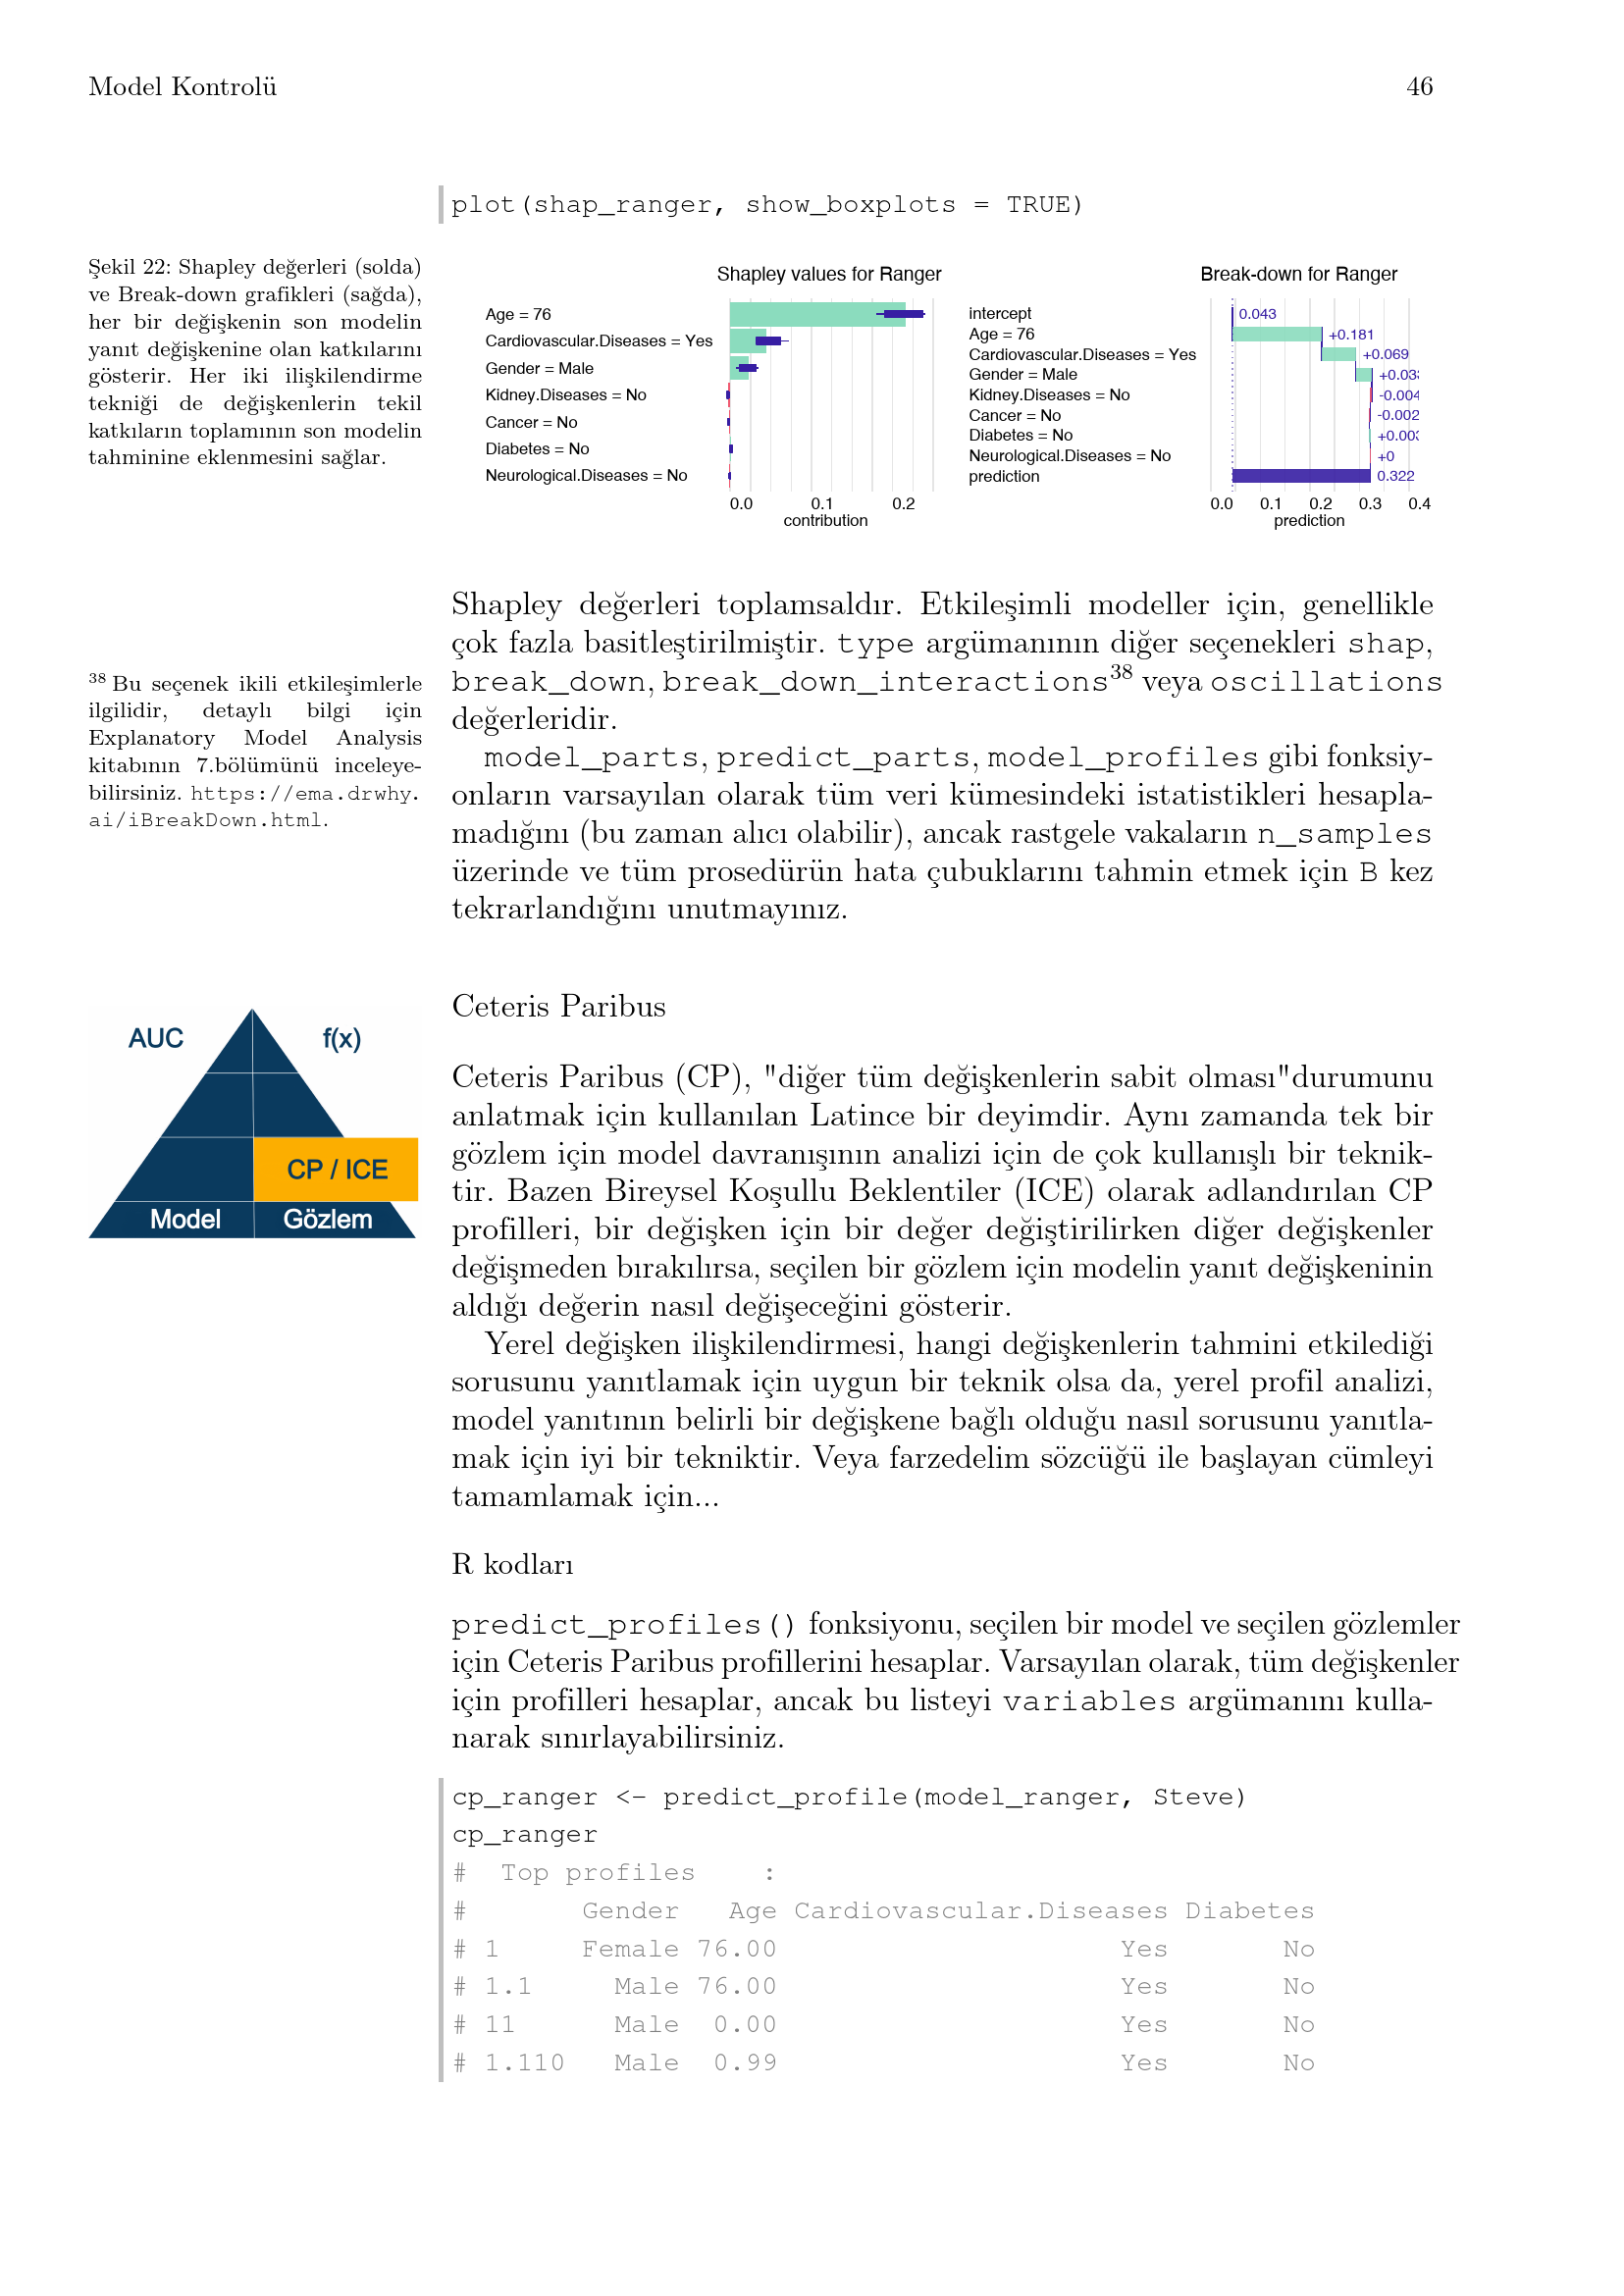 Model Kontrolü 46
plot(shap_ranger, show_boxplots = TRUE)
Şekil 22: Shapley değerleri (solda)
ve Break-down grafikleri (sağda),
her bir değişkenin son modelin
yanıt değişkenine olan katkılarını
gösterir. Her iki ilişkilendirme
tekniği de değişkenlerin tekil
katkıların toplamının son modelin
tahminine eklenmesini sağlar.
Shapley values for Ranger
Age = 76
Cardiovascular.Diseases = Yes
Gender = Male
Kidney.Diseases = No
Cancer = No
Diabetes = No
Neurological.Diseases = No
0.0 0.1 0.2
contribution
Break-down for Ranger
intercept 0.043
Age = 76 +0.181
Cardiovascular.Diseases = Yes +0.069
Gender = Male +0.03
Kidney.Diseases = No -0.004
Cancer = No -0.002
Diabetes = No +0.00
Neurological.Diseases = No +0
prediction 0.322
0.0 0.1 0.2 0.3 0.4
prediction
Shapley değerleri toplamsaldır. Etkileşimli modeller için, genellikle
çok fazla basitleştirilmiştir. type argümanının diğer seçenekleri shap,
break_down, break_down_interactions³⁸ veya oscillations
değerleridir.
³⁸ Bu seçenek ikili etkileşimlerle
ilgilidir, detaylı bilgi için
Explanatory Model Analysis
kitabının 7.bölümünü inceleye-
bilirsiniz. https://ema.drwhy.
ai/iBreakDown.html.
model_parts, predict_parts, model_profiles gibi fonksiy-
onların varsayılan olarak tüm veri kümesindeki istatistikleri hesapla-
madığını (bu zaman alıcı olabilir), ancak rastgele vakaların n_samples
üzerinde ve tüm prosedürün hata çubuklarını tahmin etmek için B kez
tekrarlandığını unutmayınız.
Ceteris Paribus
AUC f(x)
CP / ICE
Model Gözlem
Ceteris Paribus (CP), "diğer tüm değişkenlerin sabit olması"durumunu
anlatmak için kullanılan Latince bir deyimdir. Aynı zamanda tek bir
gözlem için model davranışının analizi için de çok kullanışlı bir teknik-
tir. Bazen Bireysel Koşullu Beklentiler (ICE) olarak adlandırılan CP
profilleri, bir değişken için bir değer değiştirilirken diğer değişkenler
değişmeden bırakılırsa, seçilen bir gözlem için modelin yanıt değişkeninin
aldığı değerin nasıl değişeceğini gösterir.
Yerel değişken ilişkilendirmesi, hangi değişkenlerin tahmini etkilediği
sorusunu yanıtlamak için uygun bir teknik olsa da, yerel profil analizi,
model yanıtının belirli bir değişkene bağlı olduğu nasıl sorusunu yanıtla-
mak için iyi bir tekniktir. Veya farzedelim sözcüğü ile başlayan cümleyi
tamamlamak için...
R kodları
predict_profiles() fonksiyonu, seçilen bir model ve seçilen gözlemler
için Ceteris Paribus profillerini hesaplar. Varsayılan olarak, tüm değişkenler
için profilleri hesaplar, ancak bu listeyi variables argümanını kulla-
narak sınırlayabilirsiniz.
cp_ranger <- predict_profile(model_ranger, Steve)
cp_ranger
#  Top profiles    :
#       Gender   Age Cardiovascular.Diseases Diabetes
# 1     Female 76.00                     Yes       No
# 1.1     Male 76.00                     Yes       No
# 11      Male  0.00                     Yes       No
# 1.110   Male  0.99                     Yes       No